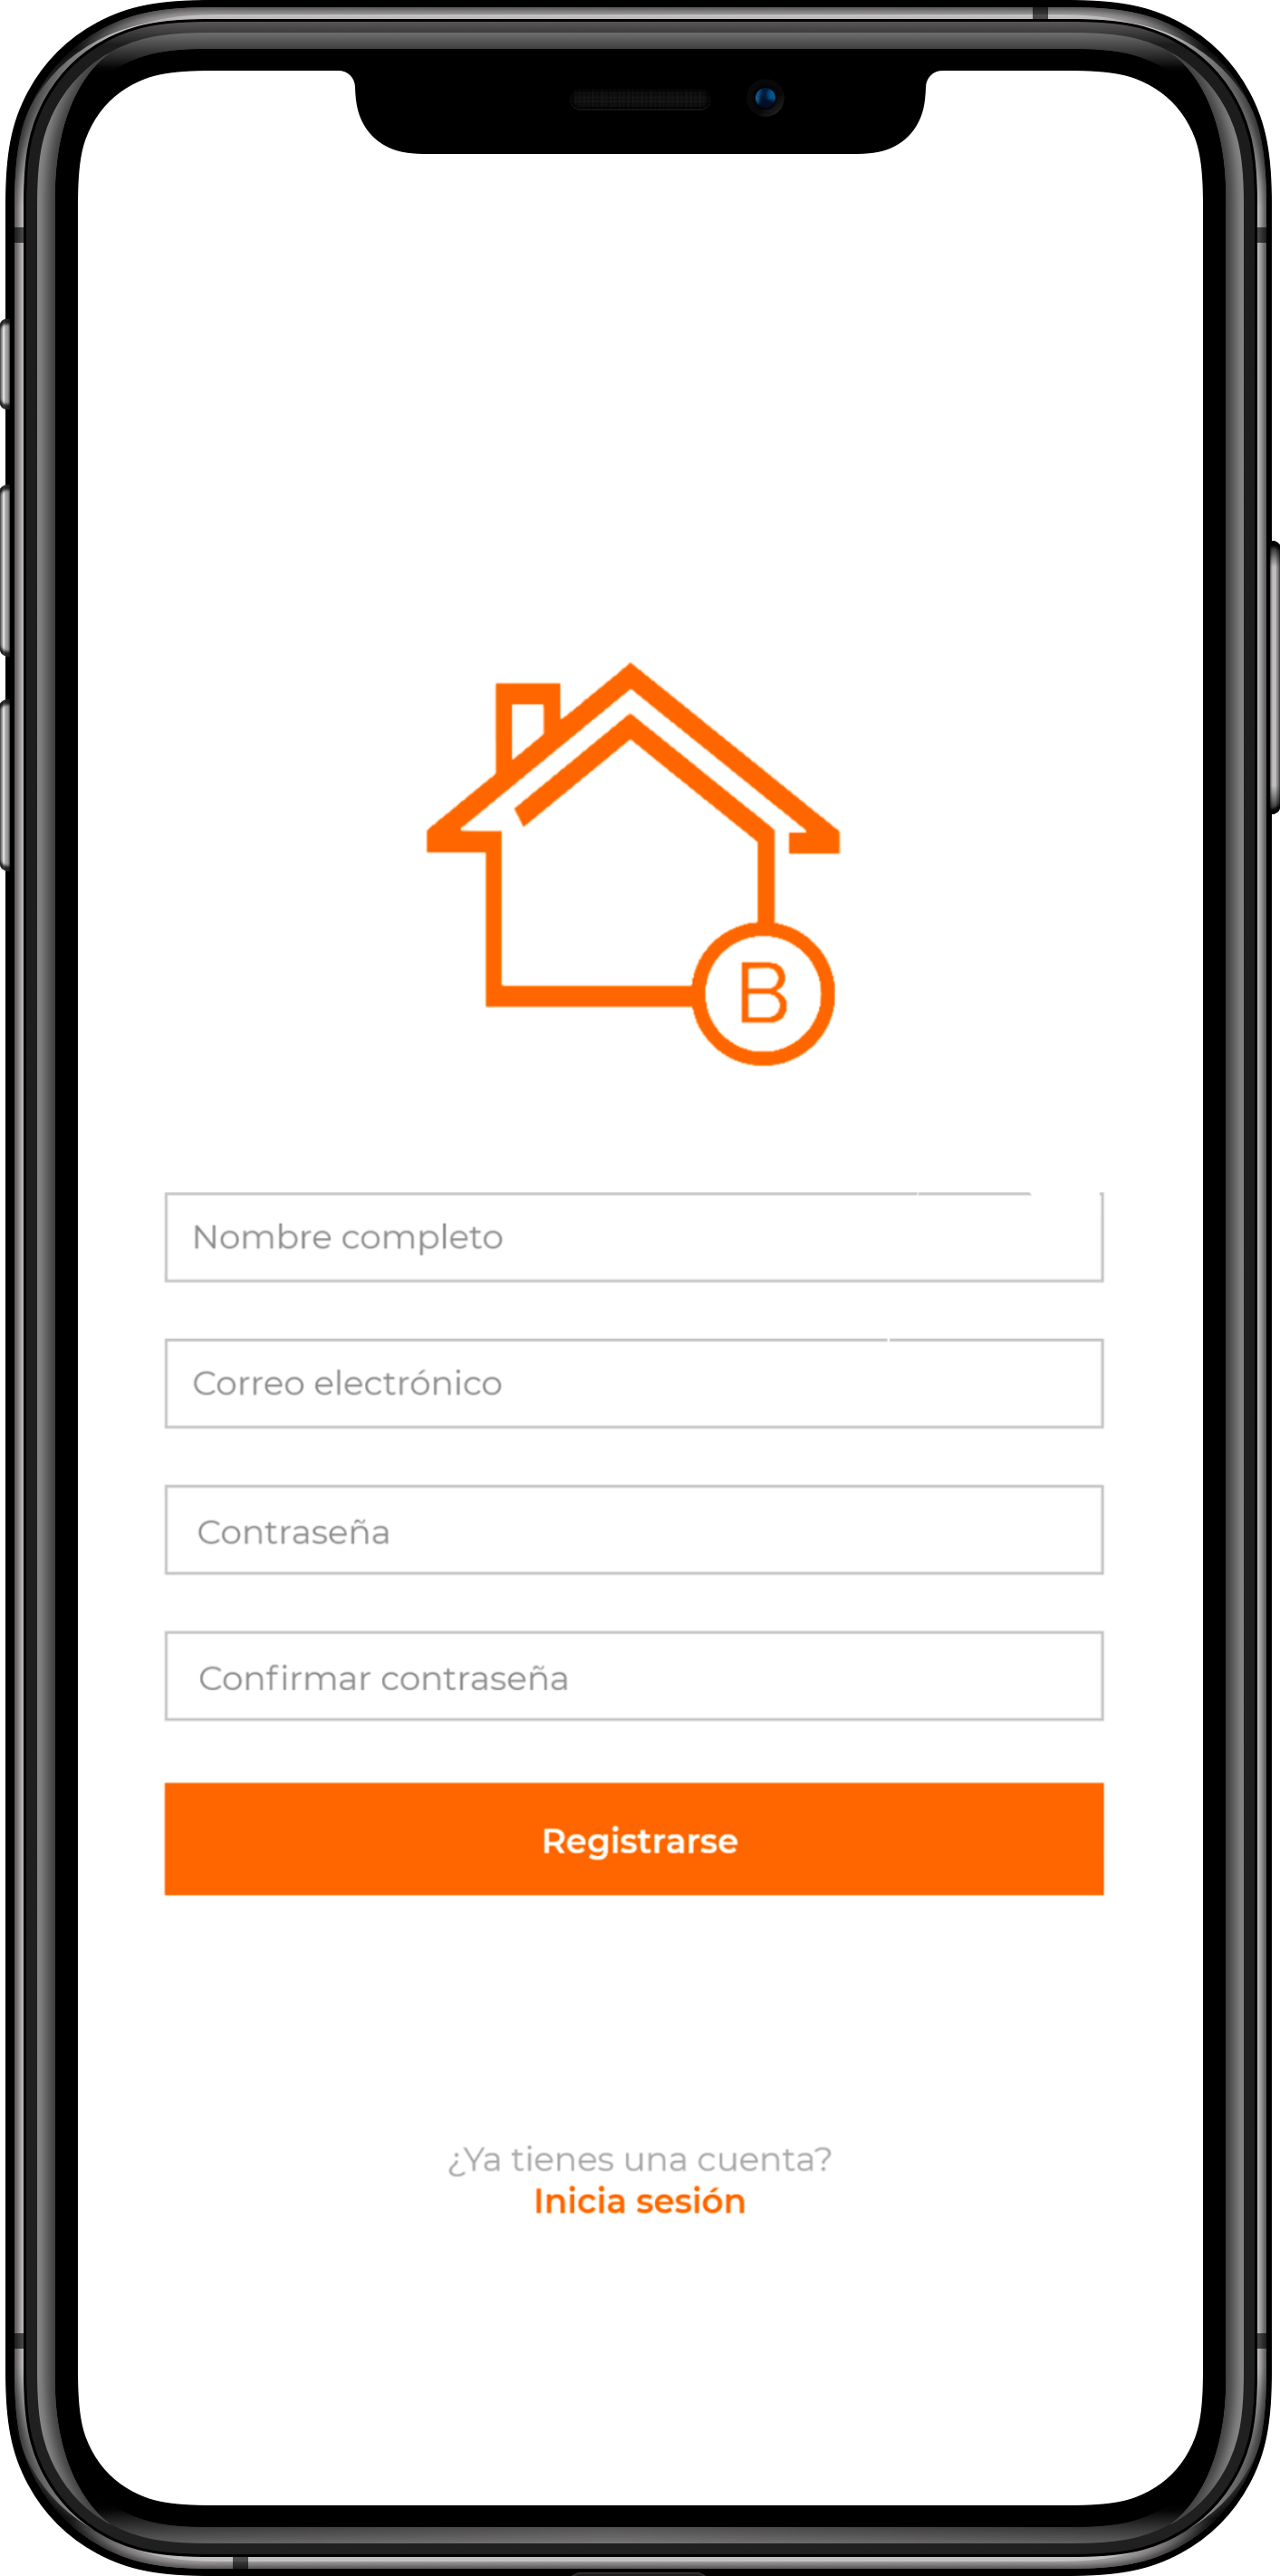 B
Nombre completo
Correo electrónico
Contraseña
Confirmar contraseña
Registrarse
¿Ya tienes una cuenta?
Inicia sesión